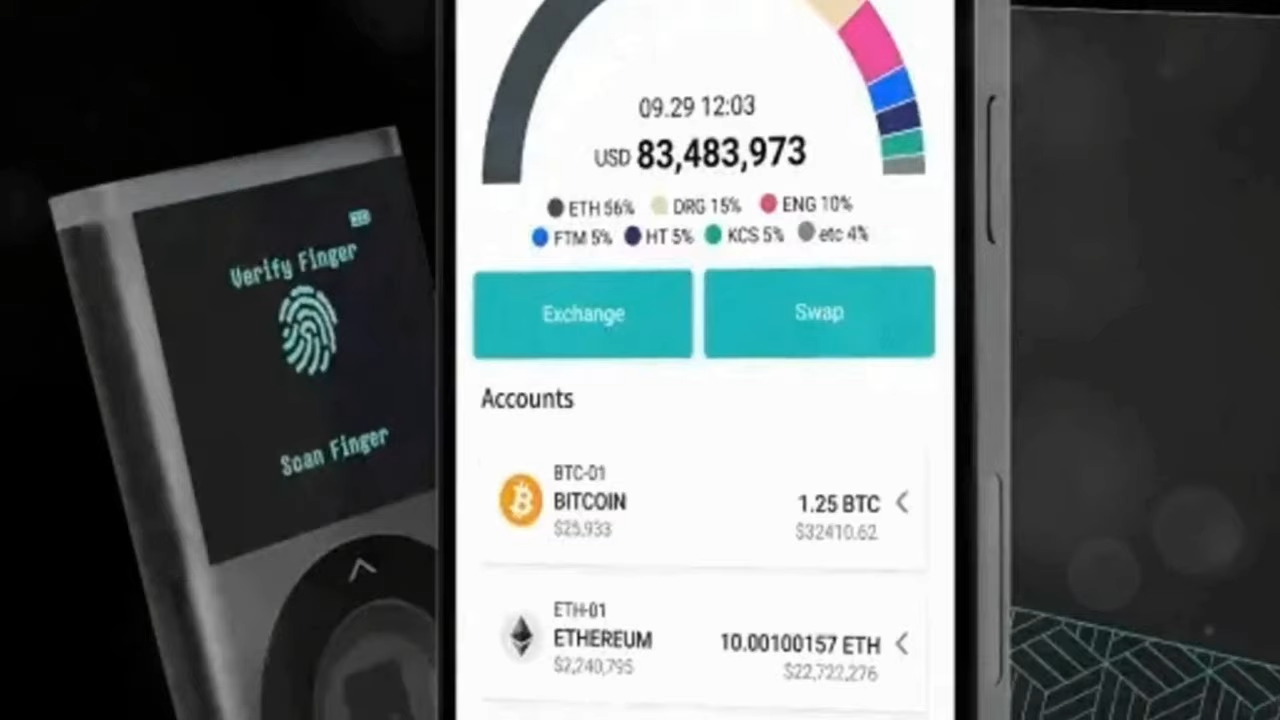 Verify Finger
Scan Finger
09.29 12:03
USD 83,483,973
ETH 56% DRG 15% ENG 10%
FTM 5% HT 5% KCS 5% etc 4%
Exchange Swap
Accounts
BTC-01
BITCOIN 1.25 BTC
$25,933 $32410.62
ETH-01
ETHEREUM 10.00100157 ETH
$2,240,795 $22,722,276